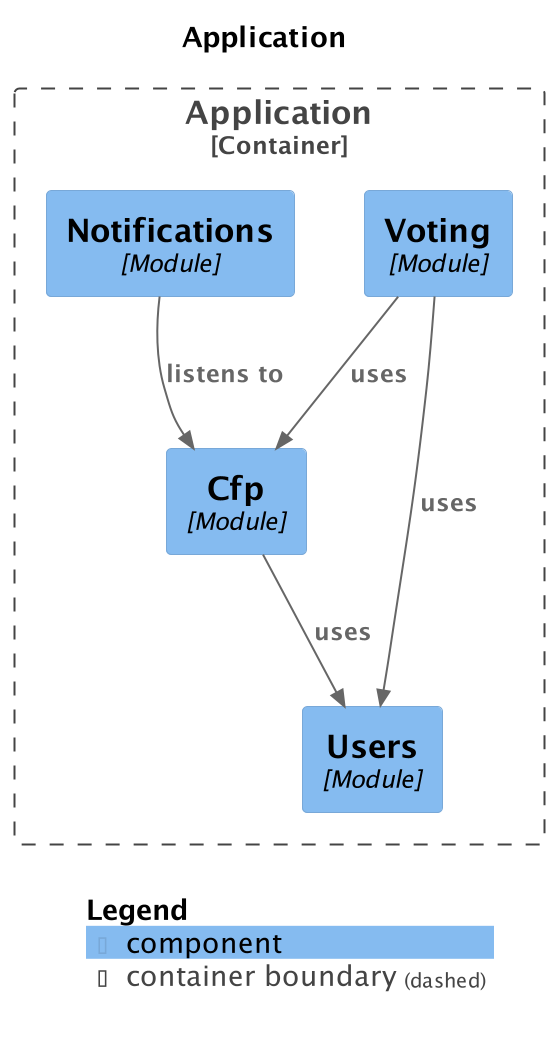 Application
Application
[Container]
Notifications
[Module]
Voting
[Module]
listens to
uses
Cfp
[Module]
uses
uses
Users
[Module]
Legend
component
container boundary (dashed)